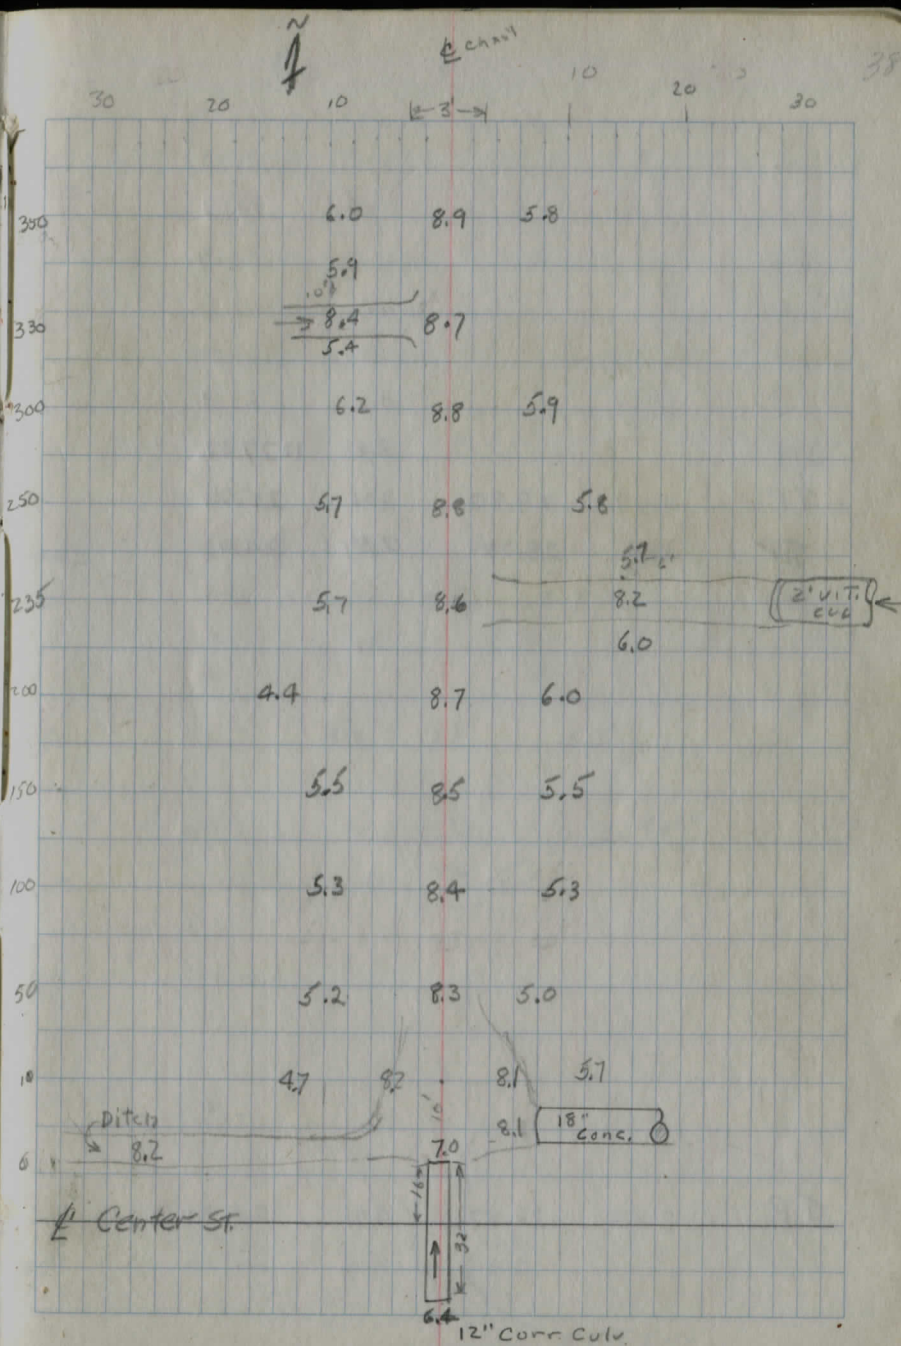 N
℄ chan'l
38
30 20 10 ←3'→ 10 20 30
350 6.0 8.9 5.8
5.9
330 8.4 8.7
5.4
300 6.2 8.8 5.9
250 5.7 8.8 5.8
5.7
235 5.7 8.6 8.2 2' VIT. CUL
6.0
200 4.4 8.7 6.0
150 5.5 8.5 5.5
100 5.3 8.4 5.3
50 5.2 8.3 5.0
10 4.7 8.2 8.1 5.7
10'
Ditch 8.1 18" Conc.
0 8.2 7.0
16
℄ Center St.
32
6.4
12" Corr. Culv.